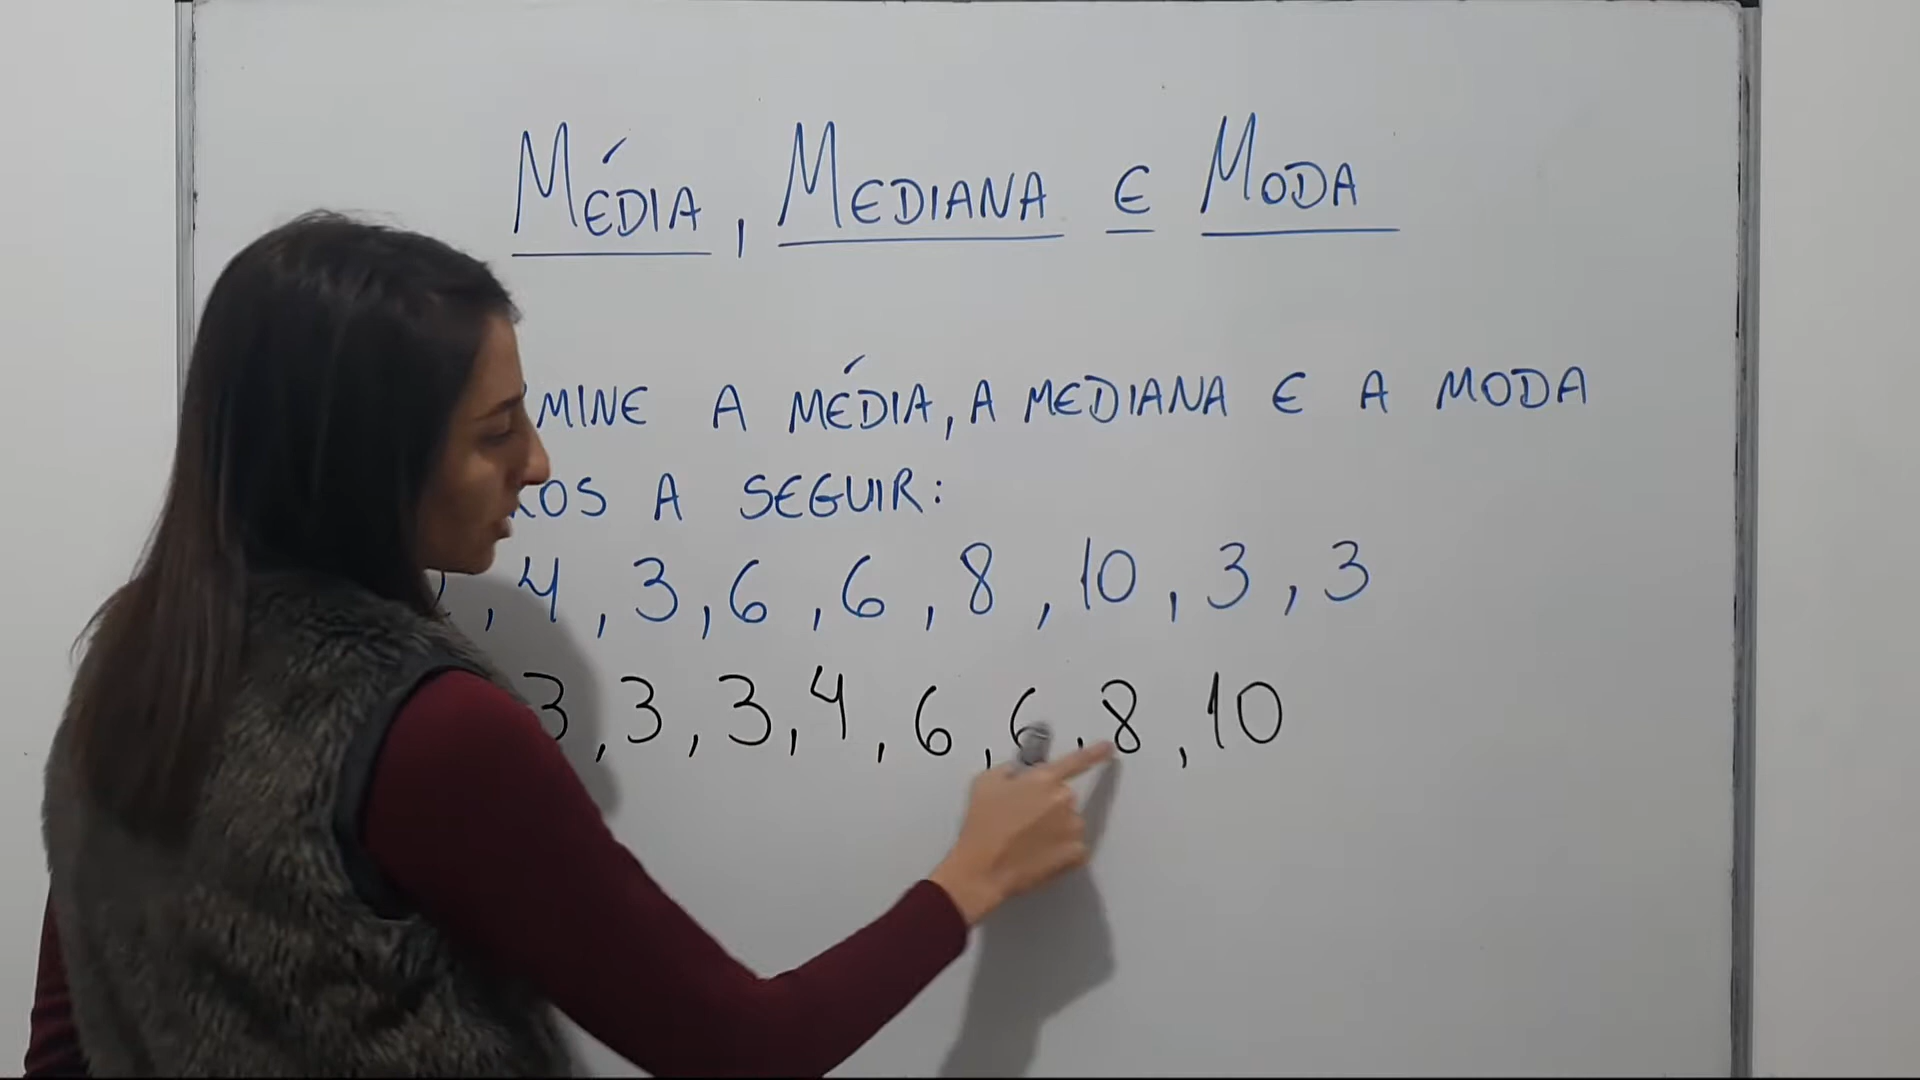 MÉDIA, MEDIANA E MODA
MINE A MÉDIA, A MEDIANA E A MODA
OS A SEGUIR:
, 4, 3, 6, 6, 8, 10, 3, 3
3, 3, 3, 4, 6, 6, 8, 10